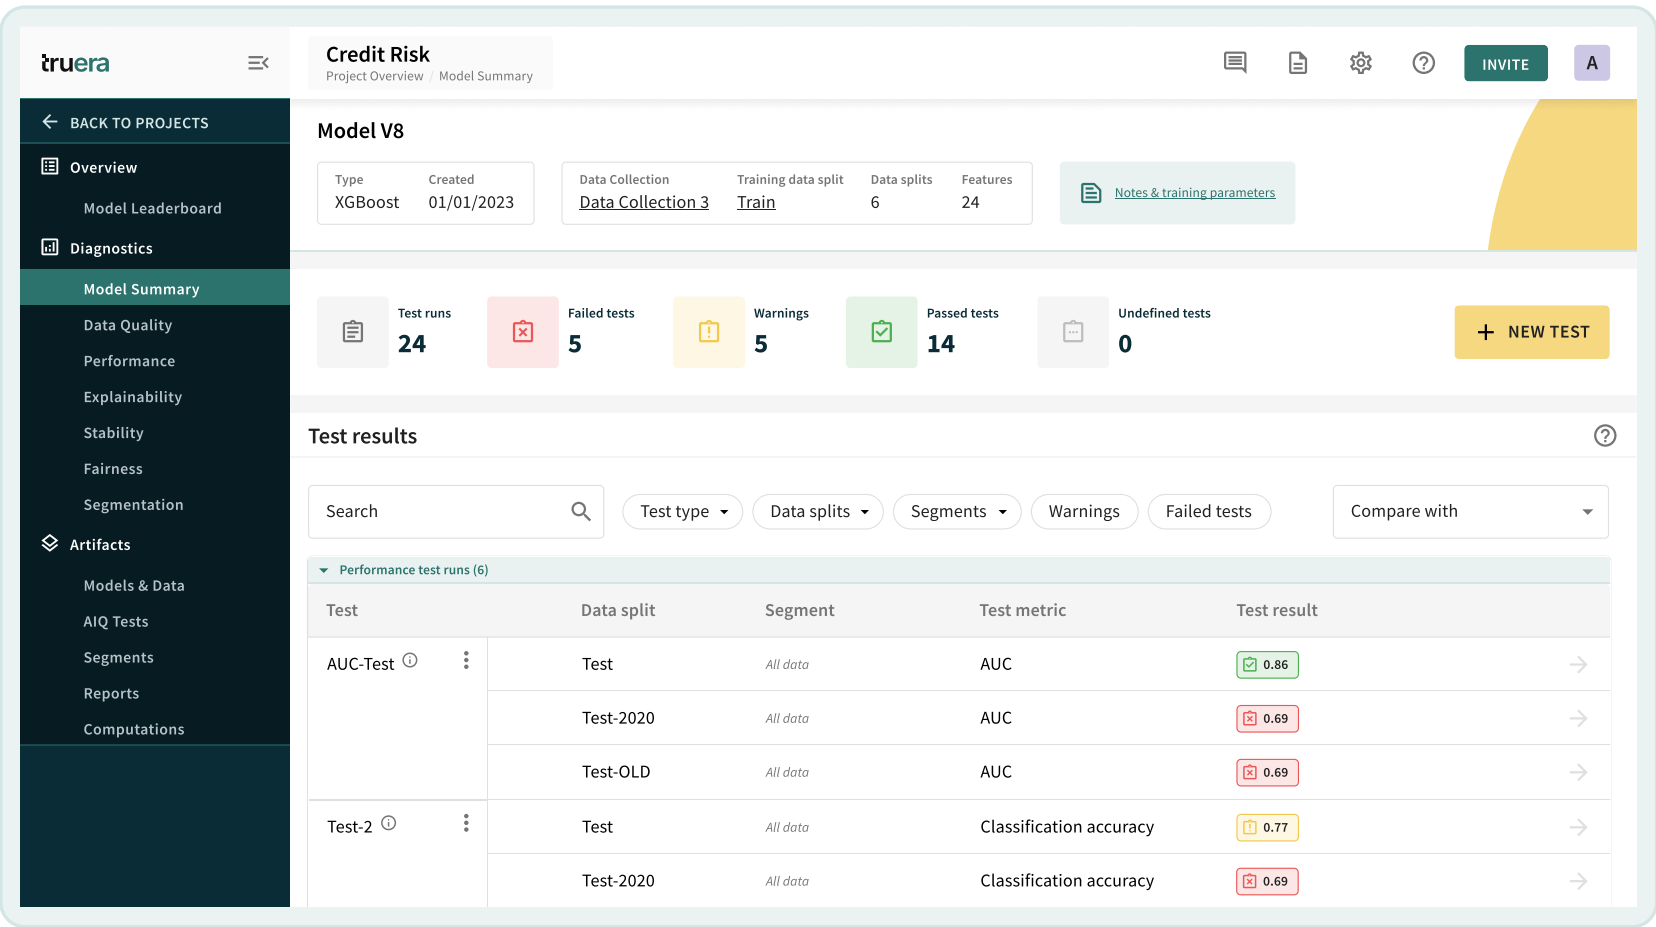 truera
Credit Risk
Project Overview / Model Summary
INVITE
A
BACK TO PROJECTS
Overview
Model Leaderboard
Diagnostics
Model Summary
Data Quality
Performance
Explainability
Stability
Fairness
Segmentation
Artifacts
Models & Data
AIQ Tests
Segments
Reports
Computations
Model V8
Type Created
XGBoost 01/01/2023
Data Collection Training data split Data splits Features
Data Collection 3 Train 6 24
Notes & training parameters
Test runs
24
Failed tests
5
Warnings
5
Passed tests
14
Undefined tests
0
+ NEW TEST
Test results
Search
Test type
Data splits
Segments
Warnings
Failed tests
Compare with
Performance test runs (6)
Test Data split Segment Test metric Test result
AUC-Test Test All data AUC 0.86
Test-2020 All data AUC 0.69
Test-OLD All data AUC 0.69
Test-2 Test All data Classification accuracy 0.77
Test-2020 All data Classification accuracy 0.69